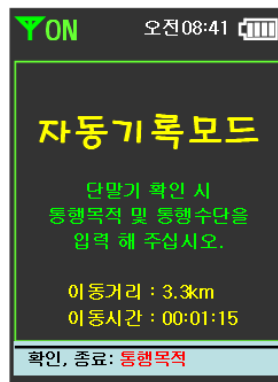 ON 오전08:41
자동기록모드
단말기 확인 시
통행목적 및 통행수단을
입력 해 주십시오.
이동거리 : 3.3km
이동시간 : 00:01:15
확인, 종료: 통행목적